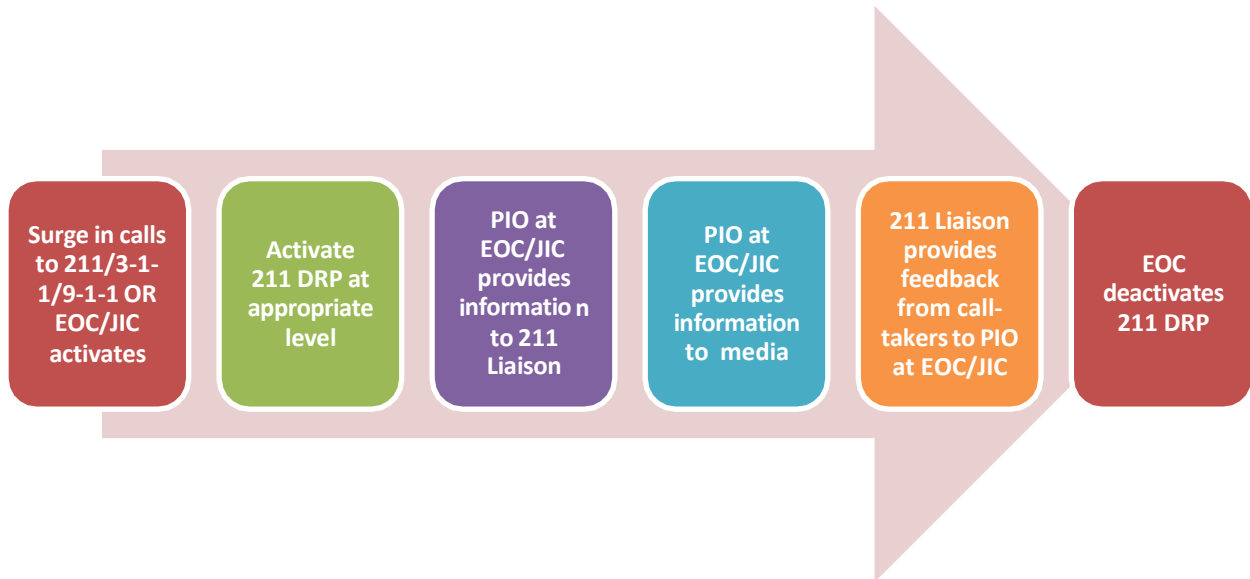 Surge in calls
to 211/3-1-
1/9-1-1 OR
EOC/JIC
activates
Activate
211 DRP at
appropriate
level
PIO at
EOC/JIC
provides
informatio n
to 211
Liaison
PIO at
EOC/JIC
provides
information
to media
211 Liaison
provides
feedback
from call-
takers to PIO
at EOC/JIC
EOC
deactivates
211 DRP